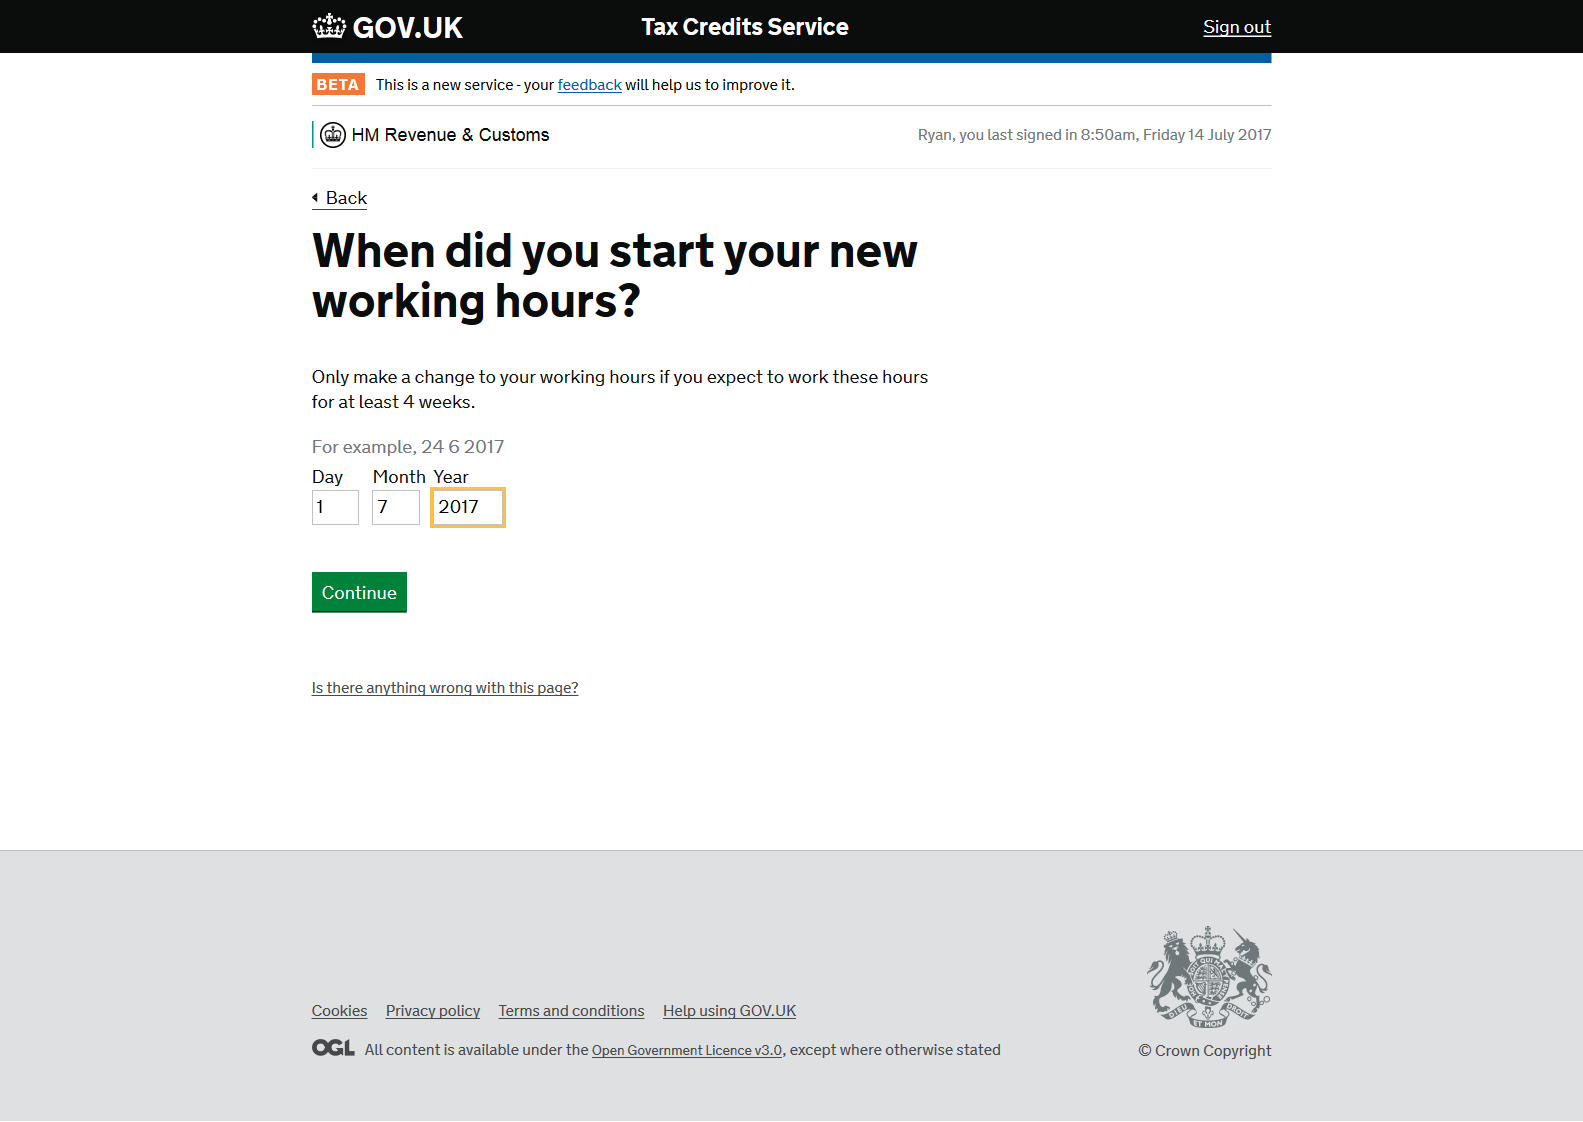 GOV.UK
Tax Credits Service
Sign out
BETA This is a new service - your feedback will help us to improve it.
HM Revenue & Customs
Ryan, you last signed in 8:50am, Friday 14 July 2017
Back
When did you start your new
working hours?
Only make a change to your working hours if you expect to work these hours
for at least 4 weeks.
For example, 24 6 2017
Day Month Year
1 7 2017
Continue
Is there anything wrong with this page?
Cookies Privacy policy Terms and conditions Help using GOV.UK
OGL All content is available under the Open Government Licence v3.0, except where otherwise stated
© Crown Copyright